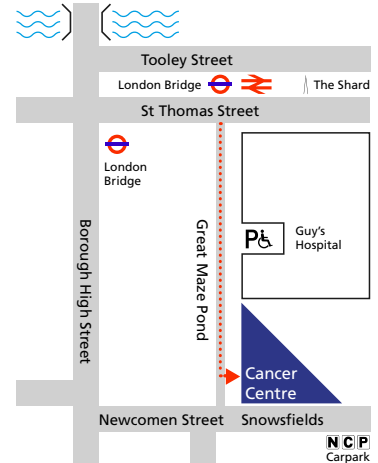 Tooley Street
London Bridge
The Shard
St Thomas Street
London
Bridge
Borough High Street
Great Maze Pond
P
Guy's
Hospital
Cancer
Centre
Newcomen Street
Snowsfields
NCP
Carpark